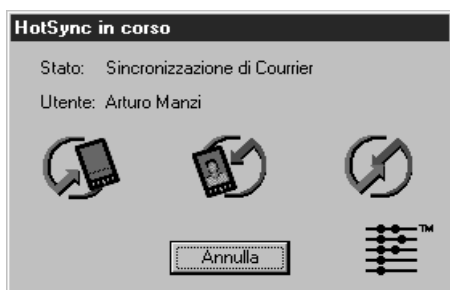 HotSync in corso
Stato: Sincronizzazione di Courrier
Utente: Arturo Manzi
TM
Annulla